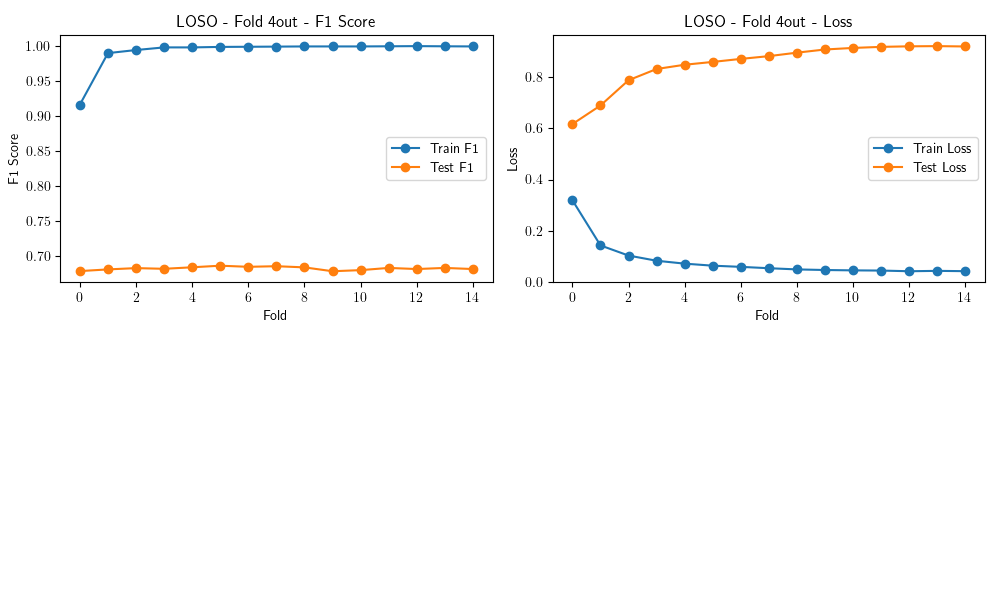 LOSO - Fold 4out - F1 Score
1.00
0.95
0.90
0.85
0.80
0.75
0.70
F1 Score
Train F1
Test F1
0 2 4 6 8 10 12 14
Fold
LOSO - Fold 4out - Loss
0.8
0.6
0.4
0.2
0.0
Loss
Train Loss
Test Loss
0 2 4 6 8 10 12 14
Fold